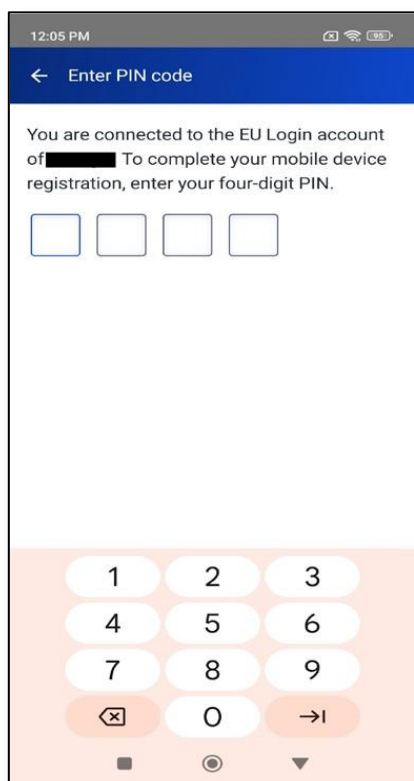 12:05 PM
95
Enter PIN code
You are connected to the EU Login account
of To complete your mobile device
registration, enter your four-digit PIN.
1 2 3
4 5 6
7 8 9
0